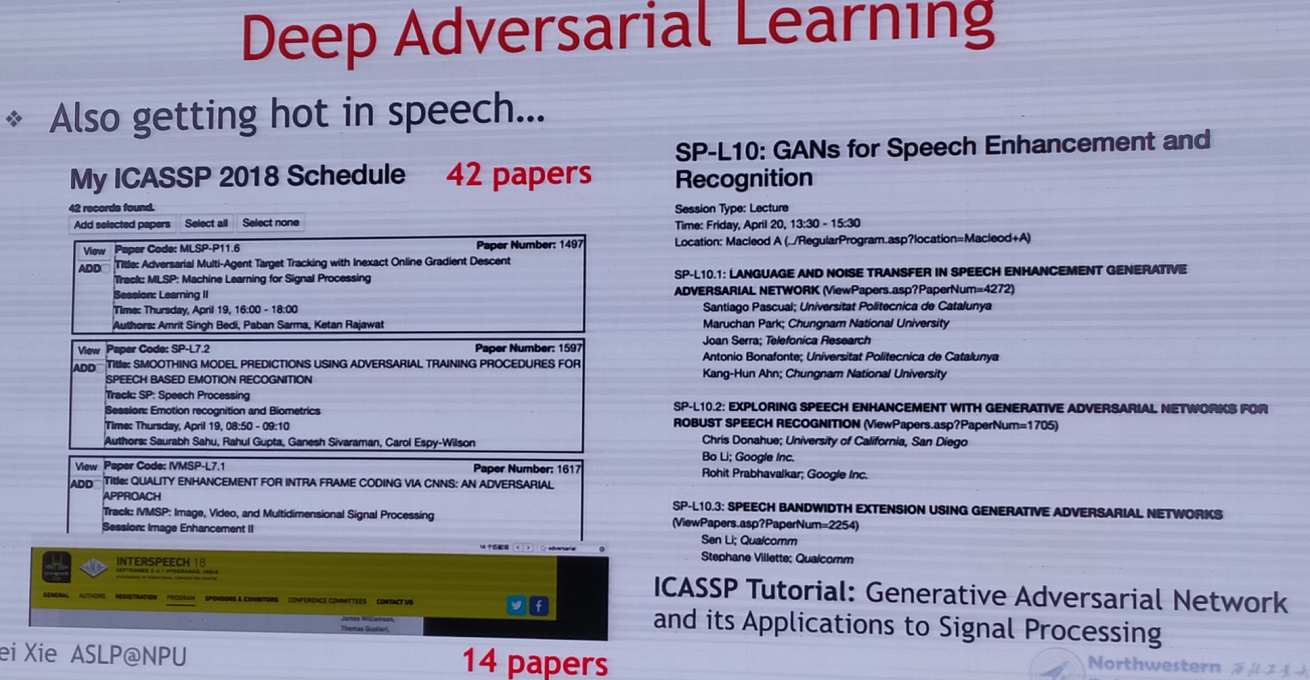 Deep Adversarial Learning
❖ Also getting hot in speech...
My ICASSP 2018 Schedule 42 papers
42 records found.
Add selected papers Select all Select none
View Paper Code: MLSP-P11.6 Paper Number: 1497
ADD Title: Adversarial Multi-Agent Target Tracking with Inexact Online Gradient Descent
Track: MLSP: Machine Learning for Signal Processing
Session: Learning II
Time: Thursday, April 19, 16:00 - 18:00
Authors: Amrit Singh Bedi, Paban Sarma, Ketan Rajawat
View Paper Code: SP-L7.2 Paper Number: 1597
ADD Title: SMOOTHING MODEL PREDICTIONS USING ADVERSARIAL TRAINING PROCEDURES FOR
SPEECH BASED EMOTION RECOGNITION
Track: SP: Speech Processing
Session: Emotion recognition and Biometrics
Time: Thursday, April 19, 08:50 - 09:10
Authors: Saurabh Sahu, Rahul Gupta, Ganesh Sivaraman, Carol Espy-Wilson
View Paper Code: IVMSP-L7.1 Paper Number: 1617
ADD Title: QUALITY ENHANCEMENT FOR INTRA FRAME CODING VIA CNNS: AN ADVERSARIAL
APPROACH
Track: IVMSP: Image, Video, and Multidimensional Signal Processing
Session: Image Enhancement II
adversarial
INTERSPEECH 18
SEPTEMBER 2-6 | HYDERABAD, INDIA
GENERAL AUTHORS REGISTRATION PROGRAM SPONSORS & EXHIBITORS CONFERENCE COMMITTEES CONTACT US
James Williamson,
Thomas Quatieri,
14 papers
ei Xie ASLP@NPU
SP-L10: GANs for Speech Enhancement and
Recognition
Session Type: Lecture
Time: Friday, April 20, 13:30 - 15:30
Location: Macleod A (../RegularProgram.asp?location=Macleod+A)
SP-L10.1: LANGUAGE AND NOISE TRANSFER IN SPEECH ENHANCEMENT GENERATIVE
ADVERSARIAL NETWORK (ViewPapers.asp?PaperNum=4272)
Santiago Pascual; Universitat Politecnica de Catalunya
Maruchan Park; Chungnam National University
Joan Serra; Telefonica Research
Antonio Bonafonte; Universitat Politecnica de Catalunya
Kang-Hun Ahn; Chungnam National University
SP-L10.2: EXPLORING SPEECH ENHANCEMENT WITH GENERATIVE ADVERSARIAL NETWORKS FOR
ROBUST SPEECH RECOGNITION (ViewPapers.asp?PaperNum=1705)
Chris Donahue; University of California, San Diego
Bo Li; Google Inc.
Rohit Prabhavalkar; Google Inc.
SP-L10.3: SPEECH BANDWIDTH EXTENSION USING GENERATIVE ADVERSARIAL NETWORKS
(ViewPapers.asp?PaperNum=2254)
Sen Li; Qualcomm
Stephane Villette; Qualcomm
ICASSP Tutorial: Generative Adversarial Network
and its Applications to Signal Processing
Northwestern